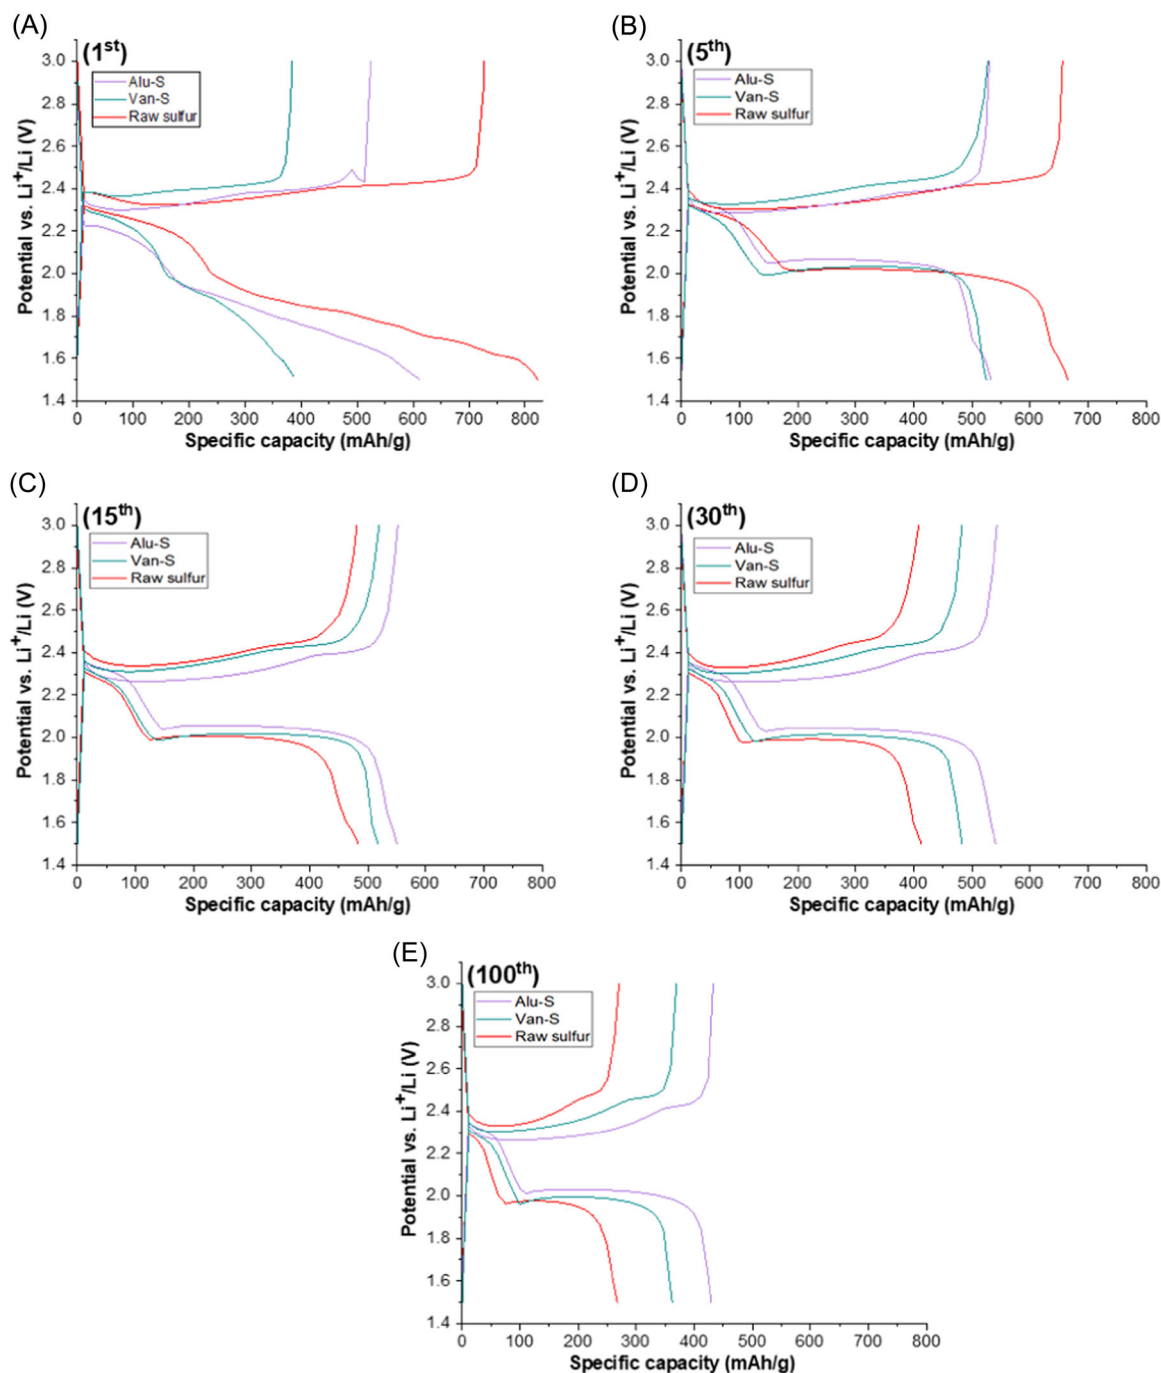 (A)
(1st)
Alu-S
Van-S
Raw sulfur
3.0
2.8
2.6
2.4
2.2
2.0
1.8
1.6
1.4
Potential vs. Li+/Li (V)
0 100 200 300 400 500 600 700 800
Specific capacity (mAh/g)
(B)
(5th)
Alu-S
Van-S
Raw sulfur
3.0
2.8
2.6
2.4
2.2
2.0
1.8
1.6
1.4
Potential vs. Li+/Li (V)
0 100 200 300 400 500 600 700 800
Specific capacity (mAh/g)
(C)
(15th)
Alu-S
Van-S
Raw sulfur
3.0
2.8
2.6
2.4
2.2
2.0
1.8
1.6
1.4
Potential vs. Li+/Li (V)
0 100 200 300 400 500 600 700 800
Specific capacity (mAh/g)
(D)
(30th)
Alu-S
Van-S
Raw sulfur
3.0
2.8
2.6
2.4
2.2
2.0
1.8
1.6
1.4
Potential vs. Li+/Li (V)
0 100 200 300 400 500 600 700 800
Specific capacity (mAh/g)
(E)
(100th)
Alu-S
Van-S
Raw sulfur
3.0
2.8
2.6
2.4
2.2
2.0
1.8
1.6
1.4
Potential vs. Li+/Li (V)
0 100 200 300 400 500 600 700 800
Specific capacity (mAh/g)